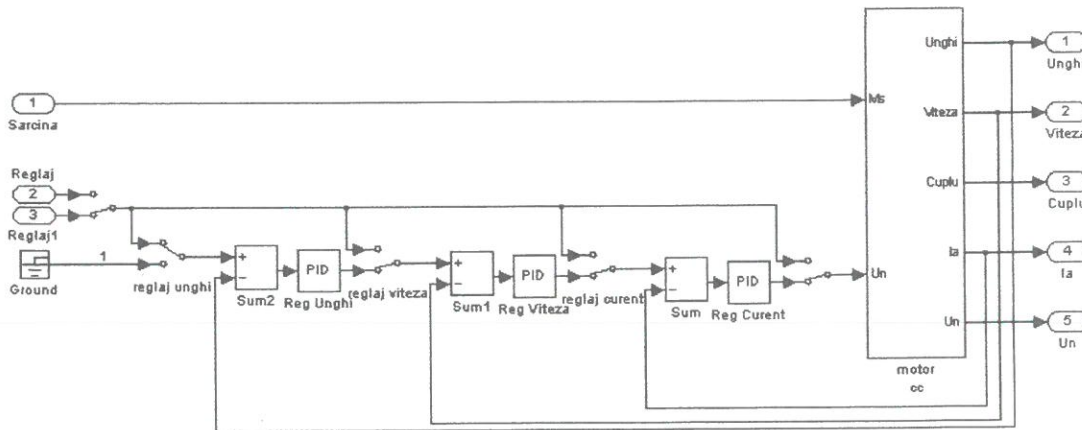 Unghi
1
Ungh
1
Sarcina
Ms
Viteza
2
Viteza
Reglaj
2
3
Reglaj1
Cuplu
3
Cuplu
1
Ground
reglaj unghi
+
−
Sum2
PID
Reg Unghi
reglaj viteza
+
−
Sum1
PID
Reg Viteza
reglaj curent
+
−
Sum
PID
Reg Curent
Un
Ia
4
Ia
Un
5
Un
motor
cc